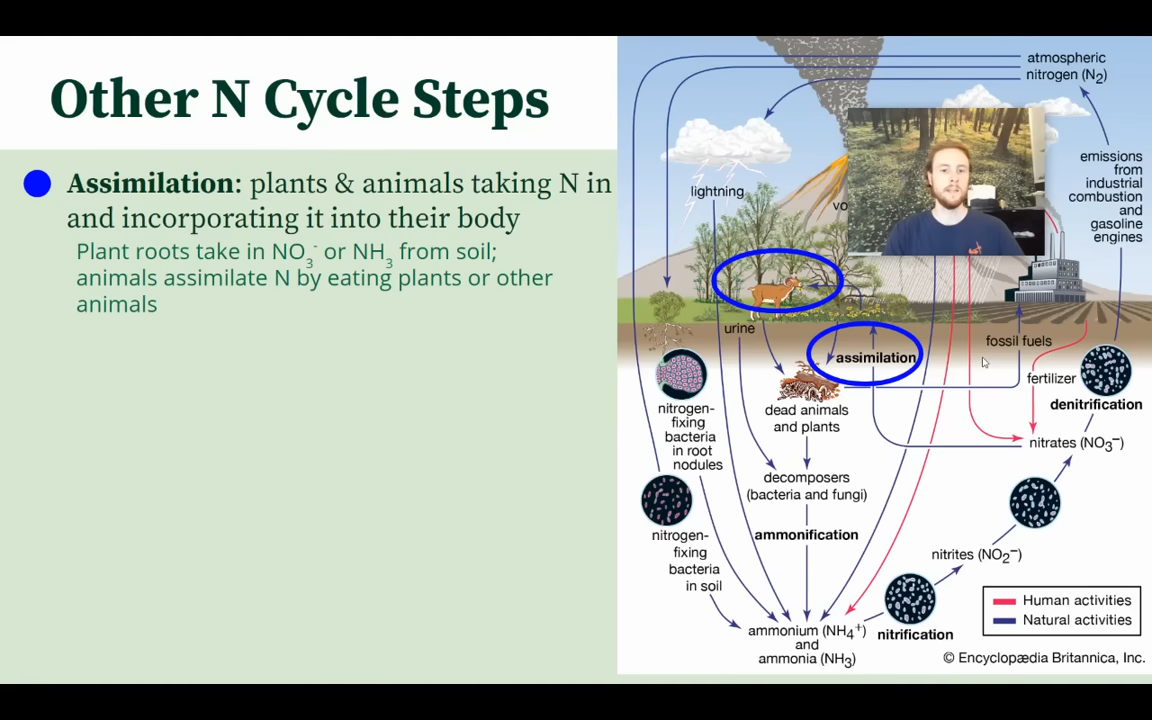 Other N Cycle Steps
Assimilation: plants & animals taking N in
and incorporating it into their body
Plant roots take in NO₃⁻ or NH₃ from soil;
animals assimilate N by eating plants or other
animals
atmospheric
nitrogen (N₂)
lightning
vo
emissions
from
industrial
combustion
and
gasoline
engines
urine
assimilation
fossil fuels
fertilizer
denitrification
nitrogen-
fixing
bacteria
in root
nodules
dead animals
and plants
nitrates (NO₃⁻)
decomposers
(bacteria and fungi)
nitrogen-
fixing
bacteria
in soil
ammonification
nitrites (NO₂⁻)
ammonium (NH₄⁺)
and
ammonia (NH₃)
nitrification
Human activities
Natural activities
© Encyclopædia Britannica, Inc.